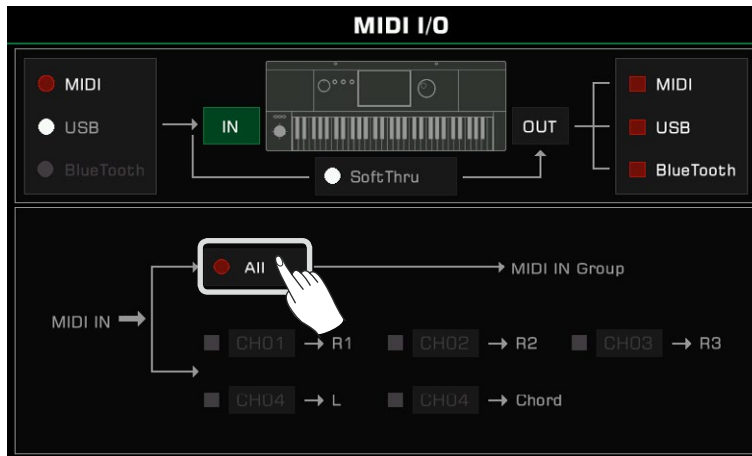 MIDI I/O
MIDI
USB
BlueTooth
IN
OUT
SoftThru
MIDI
USB
BlueTooth
All
MIDI IN Group
MIDI IN
CH01 → R1
CH02 → R2
CH03 → R3
CH04 → L
CH04 → Chord